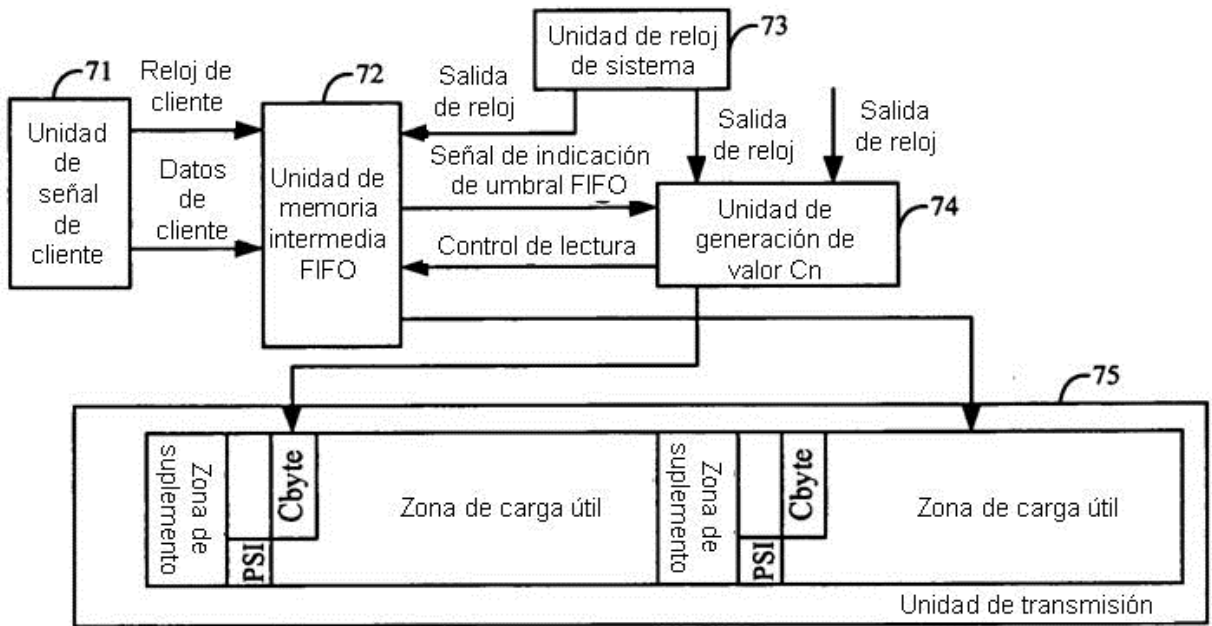 73
Unidad de reloj
de sistema
71
Reloj de
cliente
72
Salida
de reloj
Salida
de reloj
Salida
de reloj
Unidad
de
señal
de
cliente
Datos
de
cliente
Unidad de
memoria
intermedia
FIFO
Señal de indicación
de umbral FIFO
Control de lectura
Unidad de
generación de
valor Cn
74
75
Zona de
suplemento
PSI
Cbyte
Zona de carga útil
Zona de
suplemento
PSI
Cbyte
Zona de carga útil
Unidad de transmisión